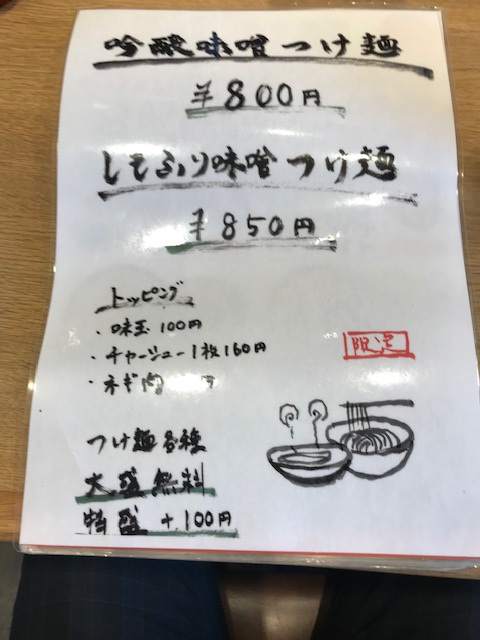 吟醸味噌つけ麺
¥800円
しもふり味噌つけ麺
¥850円
トッピング
・味玉100円
・チャーシュー1枚160円
・ネギ肉 円
限定
つけ麺各種
大盛無料
特盛+100円